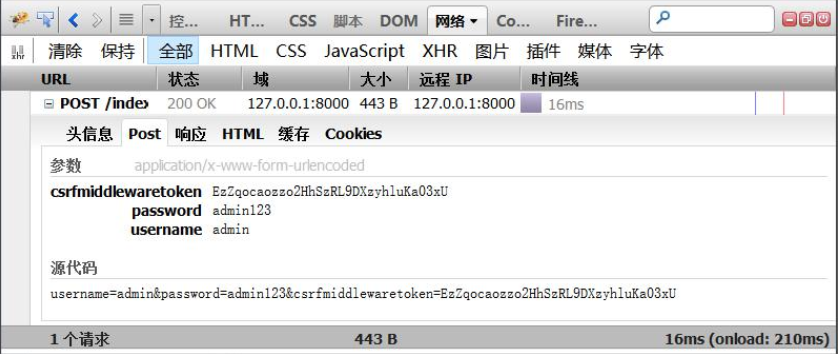 控... HT... CSS 脚本 DOM 网络 Co... Fire...
清除 保持 全部 HTML CSS JavaScript XHR 图片 插件 媒体 字体
URL 状态 域 大小 远程 IP 时间线
POST /index 200 OK 127.0.0.1:8000 443 B 127.0.0.1:8000 16ms
头信息 Post 响应 HTML 缓存 Cookies
参数 application/x-www-form-urlencoded
csrfmiddlewaretoken EzZqocaozzo2HhSzRL9DXzyhluKa03xU
password admin123
username admin
源代码
username=admin&password=admin123&csrfmiddlewaretoken=EzZqocaozzo2HhSzRL9DXzyhluKa03xU
1 个请求 443 B 16ms (onload: 210ms)